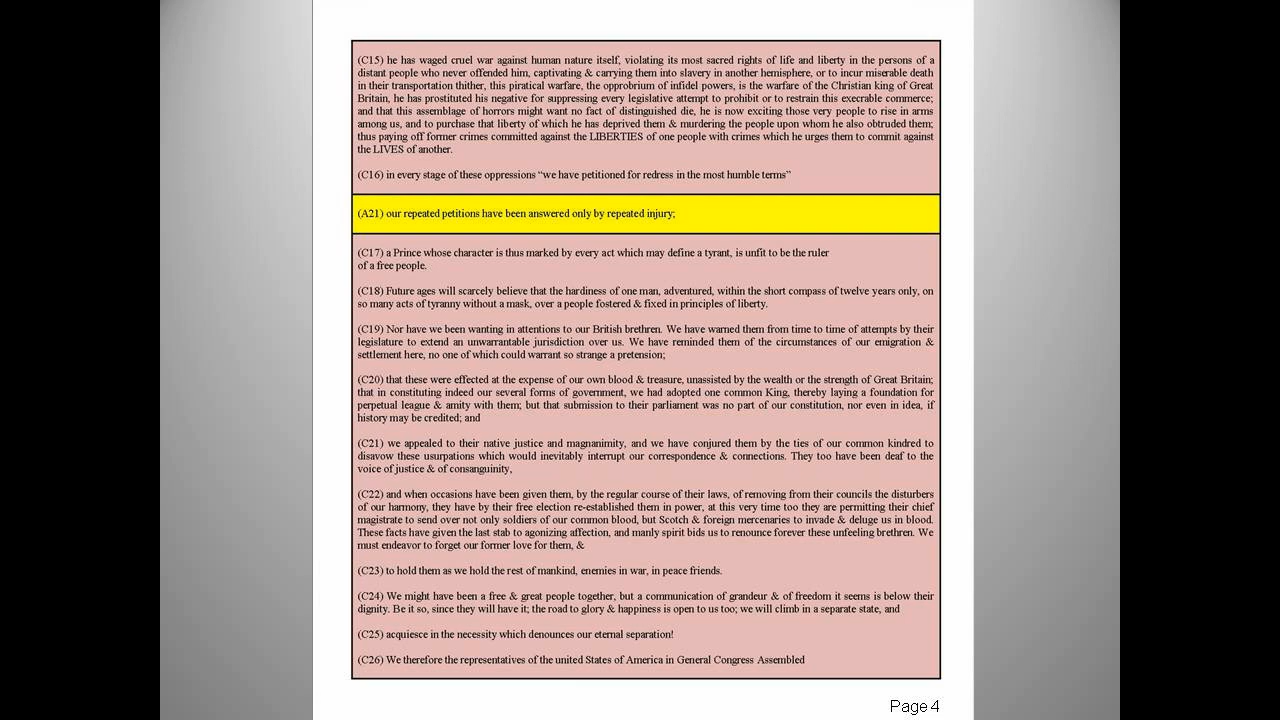 (C15) he has waged cruel war against human nature itself, violating its most sacred rights of life and liberty in the persons of a
distant people who never offended him, captivating & carrying them into slavery in another hemisphere, or to incur miserable death
in their transportation thither, this piratical warfare, the opprobrium of infidel powers, is the warfare of the Christian king of Great
Britain, he has prostituted his negative for suppressing every legislative attempt to prohibit or to restrain this execrable commerce;
and that this assemblage of horrors might want no fact of distinguished die, he is now exciting those very people to rise in arms
among us, and to purchase that liberty of which he has deprived them & murdering the people upon whom he also obtruded them;
thus paying off former crimes committed against the LIBERTIES of one people with crimes which he urges them to commit against
the LIVES of another.
(C16) in every stage of these oppressions “we have petitioned for redress in the most humble terms”
(A21) our repeated petitions have been answered only by repeated injury;
(C17) a Prince whose character is thus marked by every act which may define a tyrant, is unfit to be the ruler
of a free people.
(C18) Future ages will scarcely believe that the hardiness of one man, adventured, within the short compass of twelve years only, on
so many acts of tyranny without a mask, over a people fostered & fixed in principles of liberty.
(C19) Nor have we been wanting in attentions to our British brethren. We have warned them from time to time of attempts by their
legislature to extend an unwarrantable jurisdiction over us. We have reminded them of the circumstances of our emigration &
settlement here, no one of which could warrant so strange a pretension;
(C20) that these were effected at the expense of our own blood & treasure, unassisted by the wealth or the strength of Great Britain;
that in constituting indeed our several forms of government, we had adopted one common King, thereby laying a foundation for
perpetual league & amity with them; but that submission to their parliament was no part of our constitution, nor even in idea, if
history may be credited; and
(C21) we appealed to their native justice and magnanimity, and we have conjured them by the ties of our common kindred to
disavow these usurpations which would inevitably interrupt our correspondence & connections. They too have been deaf to the
voice of justice & of consanguinity,
(C22) and when occasions have been given them, by the regular course of their laws, of removing from their councils the disturbers
of our harmony, they have by their free election re-established them in power, at this very time too they are permitting their chief
magistrate to send over not only soldiers of our common blood, but Scotch & foreign mercenaries to invade & deluge us in blood.
These facts have given the last stab to agonizing affection, and manly spirit bids us to renounce forever these unfeeling brethren. We
must endeavor to forget our former love for them, &
(C23) to hold them as we hold the rest of mankind, enemies in war, in peace friends.
(C24) We might have been a free & great people together, but a communication of grandeur & of freedom it seems is below their
dignity. Be it so, since they will have it; the road to glory & happiness is open to us too; we will climb in a separate state, and
(C25) acquiesce in the necessity which denounces our eternal separation!
(C26) We therefore the representatives of the united States of America in General Congress Assembled
Page 4